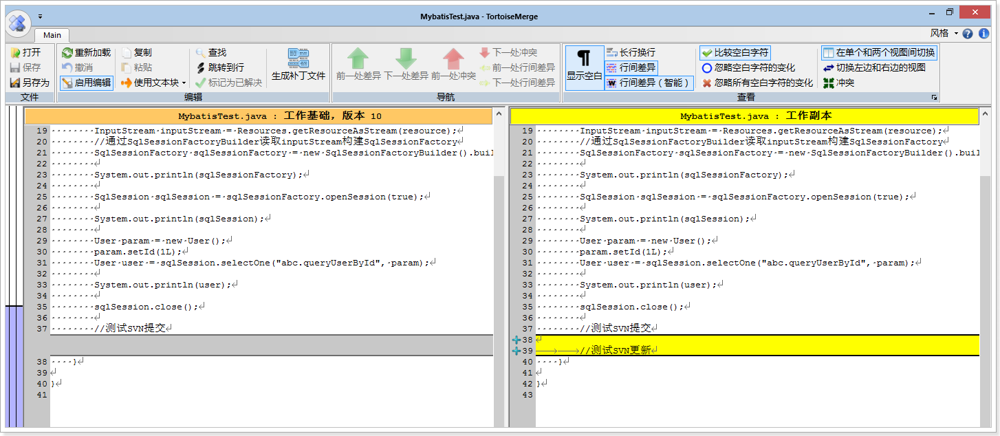 MybatisTest.java - TortoiseMerge
Main
风格
打开
保存
另存为
文件
重新加载
撤消
启用编辑
复制
粘贴
使用文本块
查找
跳转到行
标记为已解决
生成补丁文件
编辑
前一处差异
下一处差异
前一处冲突
下一处冲突
前一处行间差异
下一处行间差异
导航
显示空白
长行换行
行间差异
行间差异（智能）
比较空白字符
忽略空白字符的变化
忽略所有空白字符的变化
在单个和两个视图间切换
切换左边和右边的视图
冲突
查看
MybatisTest.java : 工作基础, 版本 10
19 InputStream inputStream = Resources.getResourceAsStream(resource);
20 //通过SqlSessionFactoryBuilder读取inputStream构建SqlSessionFactory
21 SqlSessionFactory sqlSessionFactory = new SqlSessionFactoryBuilder().buil
22
23 System.out.println(sqlSessionFactory);
24
25 SqlSession sqlSession = sqlSessionFactory.openSession(true);
26
27 System.out.println(sqlSession);
28
29 User param = new User();
30 param.setId(1L);
31 User user = sqlSession.selectOne("abc.queryUserById", param);
32
33 System.out.println(user);
34
35 sqlSession.close();
36
37 //测试SVN提交
38 }
39
40 }
41
MybatisTest.java : 工作副本
19 InputStream inputStream = Resources.getResourceAsStream(resource);
20 //通过SqlSessionFactoryBuilder读取inputStream构建SqlSessionFactory
21 SqlSessionFactory sqlSessionFactory = new SqlSessionFactoryBuilder().buil
22
23 System.out.println(sqlSessionFactory);
24
25 SqlSession sqlSession = sqlSessionFactory.openSession(true);
26
27 System.out.println(sqlSession);
28
29 User param = new User();
30 param.setId(1L);
31 User user = sqlSession.selectOne("abc.queryUserById", param);
32
33 System.out.println(user);
34
35 sqlSession.close();
36
37 //测试SVN提交
38
39 //测试SVN更新
40 }
41
42 }
43